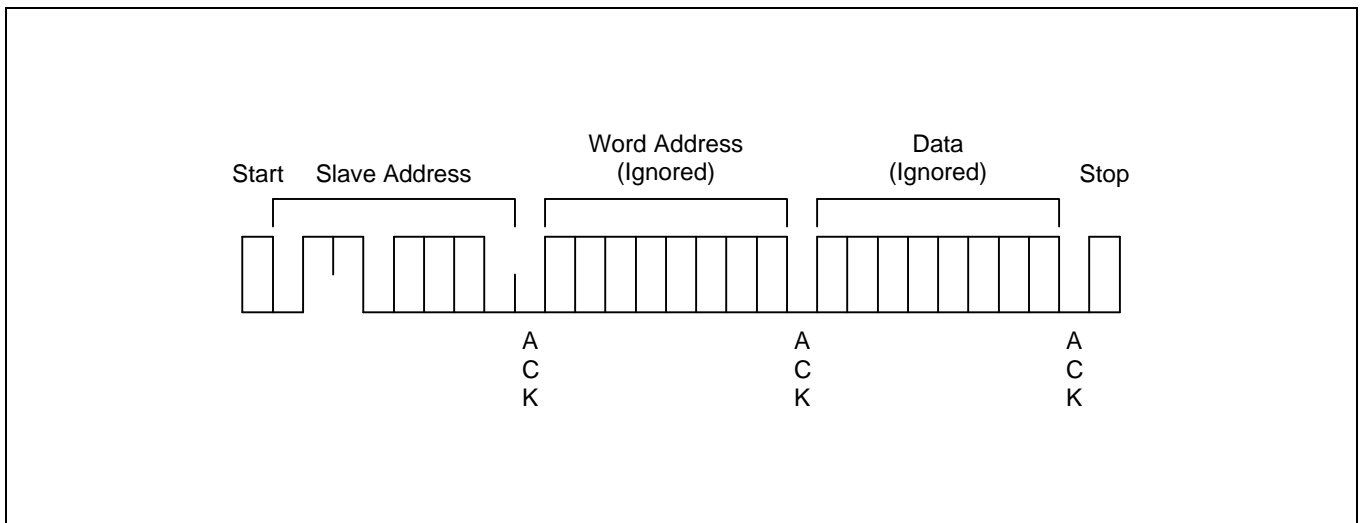 Start
Slave Address
Word Address
(Ignored)
Data
(Ignored)
Stop
A
C
K
A
C
K
A
C
K